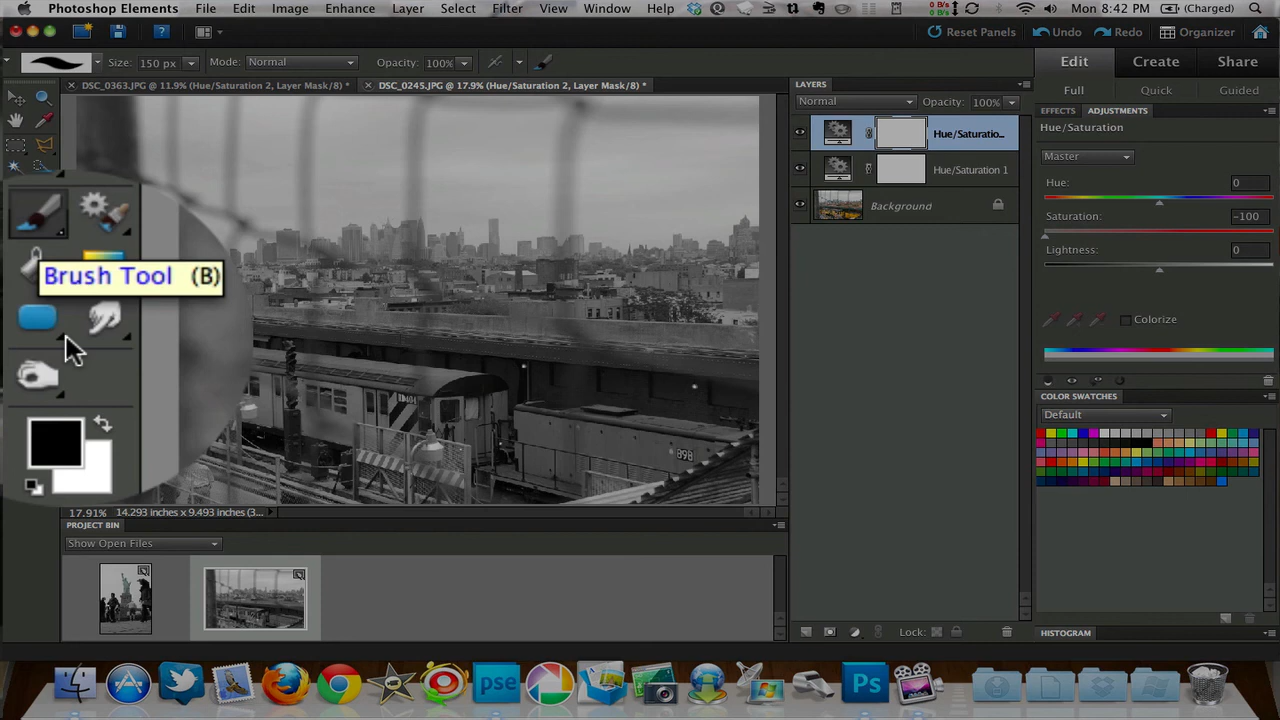 Photoshop Elements File Edit Image Enhance Layer Select Filter View Window Help 0 B/s 0 B/s Mon 8:42 PM (Charged)
Reset Panels Undo Redo Organizer
Size: 150 px Mode: Normal Opacity: 100% Edit Create Share
DSC_0363.JPG @ 11.9% (Hue/Saturation 2, Layer Mask/8) * DSC_0245.JPG @ 17.9% (Hue/Saturation 2, Layer Mask/8) * LAYERS Full Quick Guided
Normal Opacity: 100%
EFFECTS ADJUSTMENTS
Hue/Saturation
Hue/Saturatio...
Master
Hue/Saturation 1
Hue: 0
Background
Saturation: -100
Lightness: 0
Brush Tool (B)
Colorize
COLOR SWATCHES
Default
898
17.91% 14.293 inches x 9.493 inches (3...
PROJECT BIN
Show Open Files
Lock:
HISTOGRAM
pse Ps